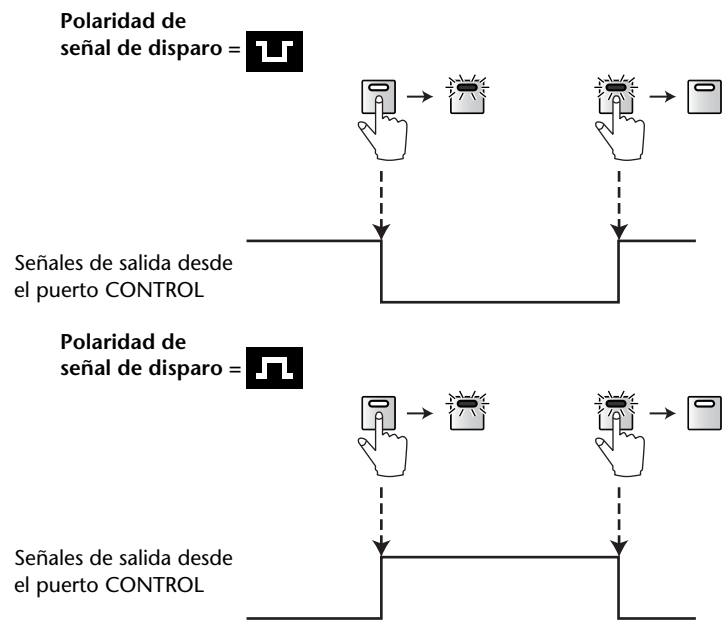 Polaridad de
señal de disparo =
Señales de salida desde
el puerto CONTROL
Polaridad de
señal de disparo =
Señales de salida desde
el puerto CONTROL